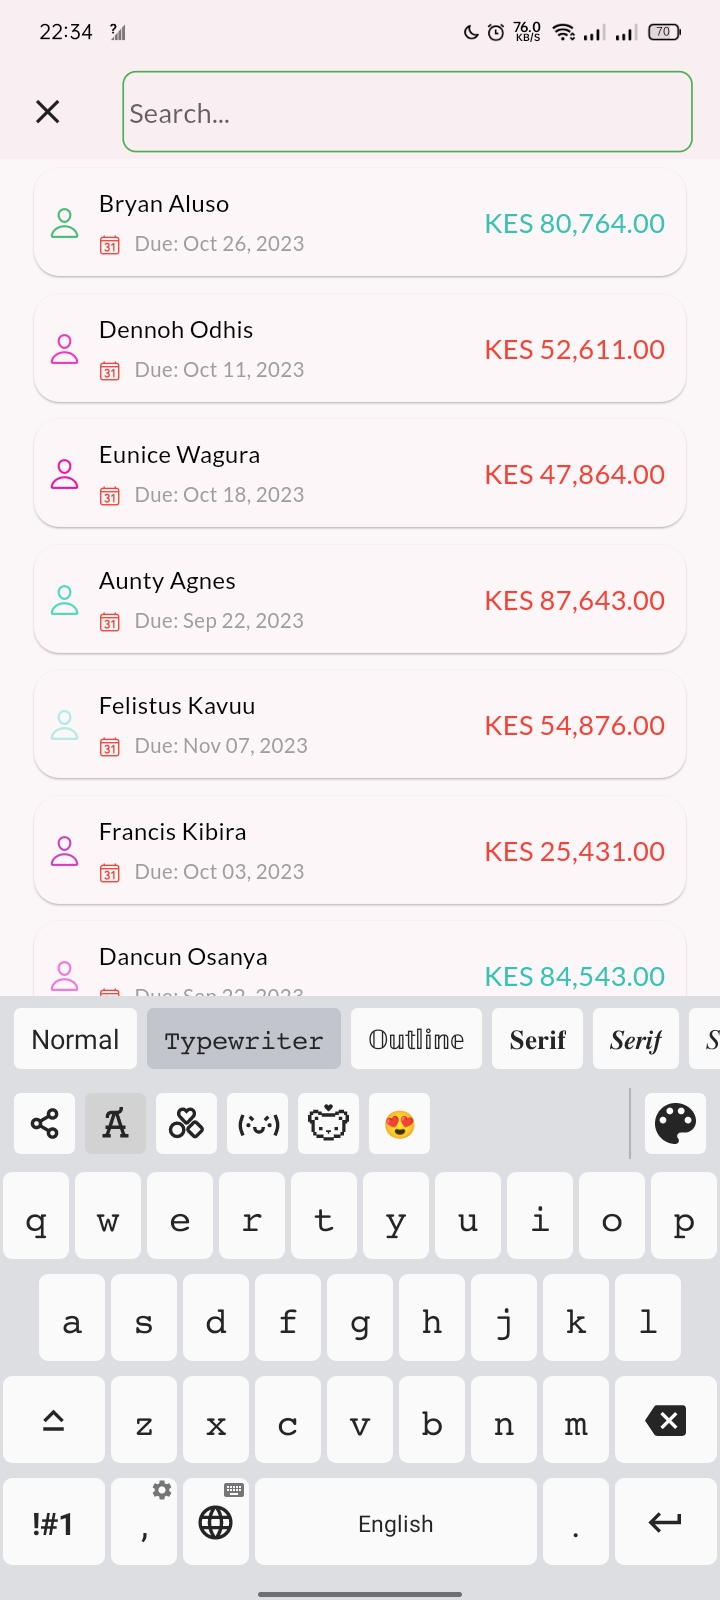 22:34
76.0
KB/S
70
Search...
Bryan Aluso
KES 80,764.00
31 Due: Oct 26, 2023
Dennoh Odhis
KES 52,611.00
31 Due: Oct 11, 2023
Eunice Wagura
KES 47,864.00
31 Due: Oct 18, 2023
Aunty Agnes
KES 87,643.00
31 Due: Sep 22, 2023
Felistus Kavuu
KES 54,876.00
31 Due: Nov 07, 2023
Francis Kibira
KES 25,431.00
31 Due: Oct 03, 2023
Dancun Osanya
KES 84,543.00
Due: Sep 22, 2023
Normal Typewriter 𝕆𝕦𝕥𝕝𝕚𝕟𝕖 Serif Serif S
q w e r t y u i o p
a s d f g h j k l
z x c v b n m
!#1 , English .